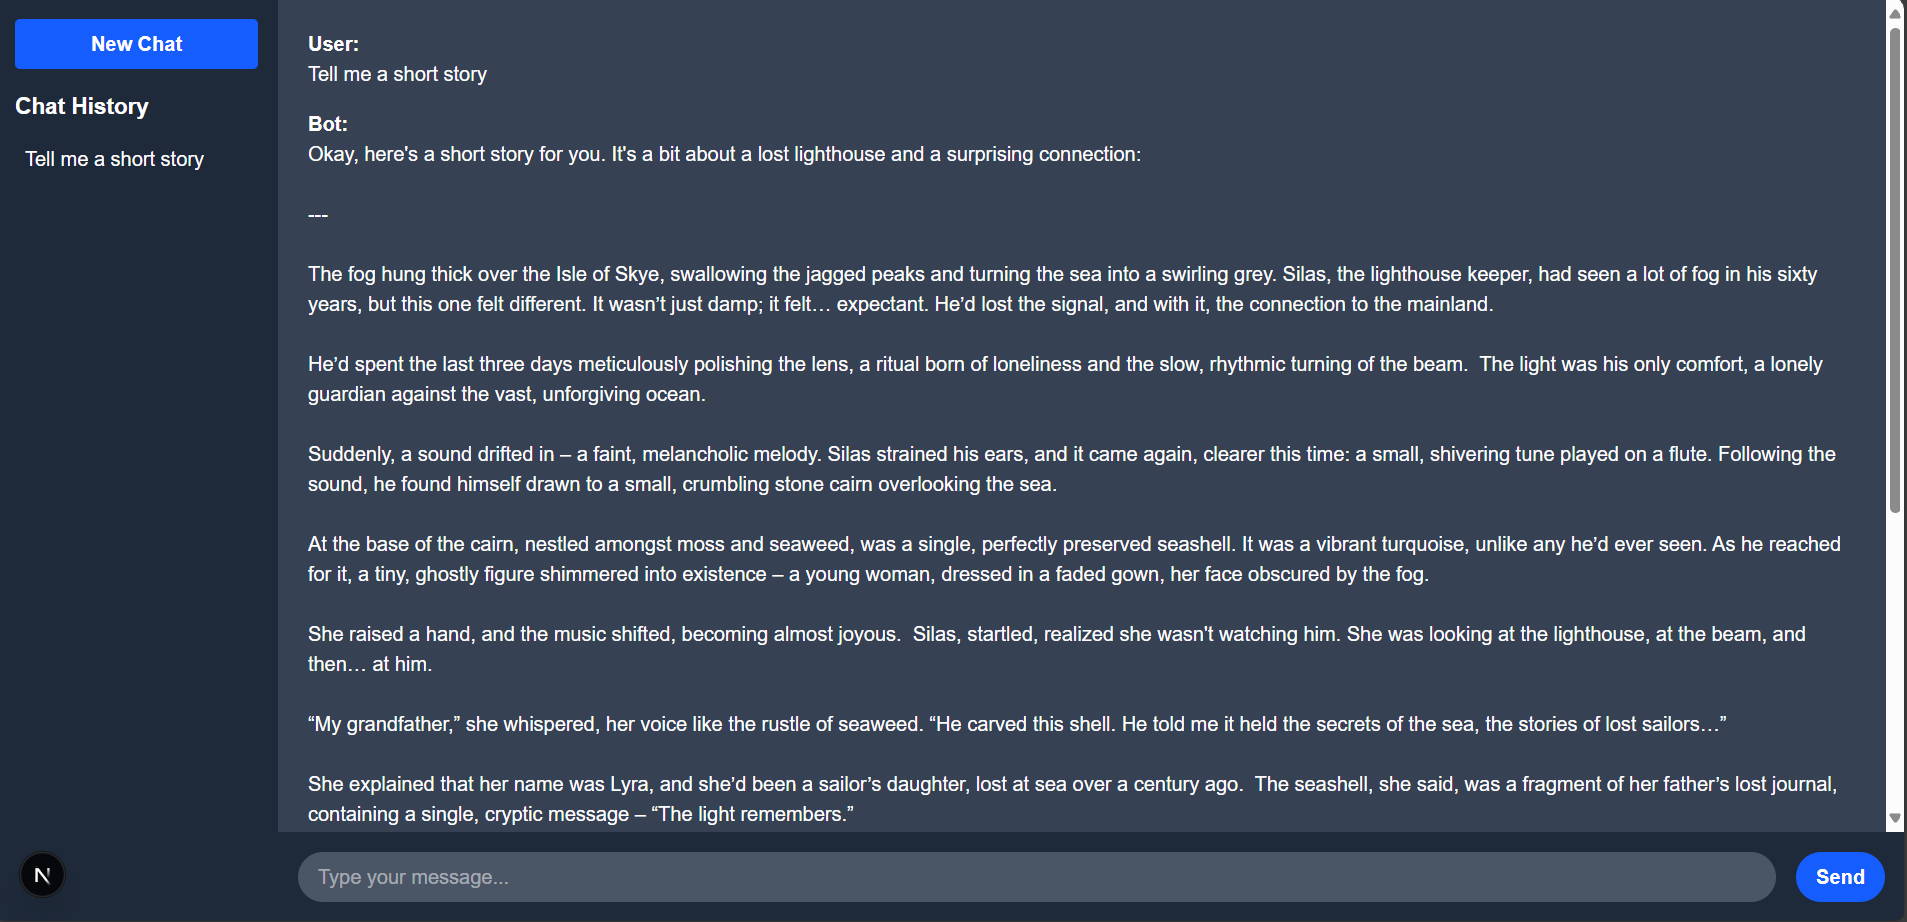 New Chat
Chat History
Tell me a short story
User:
Tell me a short story
Bot:
Okay, here's a short story for you. It's a bit about a lost lighthouse and a surprising connection:
---
The fog hung thick over the Isle of Skye, swallowing the jagged peaks and turning the sea into a swirling grey. Silas, the lighthouse keeper, had seen a lot of fog in his sixty
years, but this one felt different. It wasn’t just damp; it felt… expectant. He’d lost the signal, and with it, the connection to the mainland.
He’d spent the last three days meticulously polishing the lens, a ritual born of loneliness and the slow, rhythmic turning of the beam.  The light was his only comfort, a lonely
guardian against the vast, unforgiving ocean.
Suddenly, a sound drifted in – a faint, melancholic melody. Silas strained his ears, and it came again, clearer this time: a small, shivering tune played on a flute. Following the
sound, he found himself drawn to a small, crumbling stone cairn overlooking the sea.
At the base of the cairn, nestled amongst moss and seaweed, was a single, perfectly preserved seashell. It was a vibrant turquoise, unlike any he’d ever seen. As he reached
for it, a tiny, ghostly figure shimmered into existence – a young woman, dressed in a faded gown, her face obscured by the fog.
She raised a hand, and the music shifted, becoming almost joyous.  Silas, startled, realized she wasn't watching him. She was looking at the lighthouse, at the beam, and
then… at him.
“My grandfather,” she whispered, her voice like the rustle of seaweed. “He carved this shell. He told me it held the secrets of the sea, the stories of lost sailors…”
She explained that her name was Lyra, and she’d been a sailor’s daughter, lost at sea over a century ago.  The seashell, she said, was a fragment of her father’s lost journal,
containing a single, cryptic message – “The light remembers.”
N
Type your message...
Send